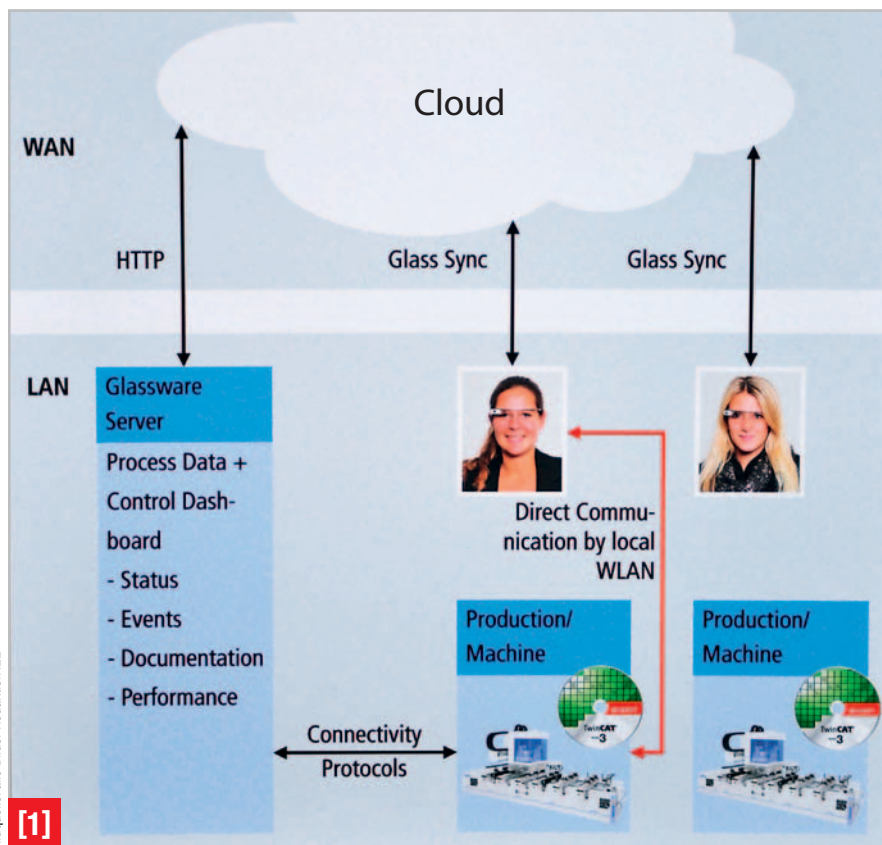 Cloud
WAN
HTTP
Glass Sync
Glass Sync
LAN
Glassware
Server
Process Data +
Control Dash-
board
- Status
- Events
- Documentation
- Performance
Direct Commu-
nication by local
WLAN
Connectivity
Protocols
Production/
Machine
TwinCAT
3
Production/
Machine
TwinCAT
3
[1]